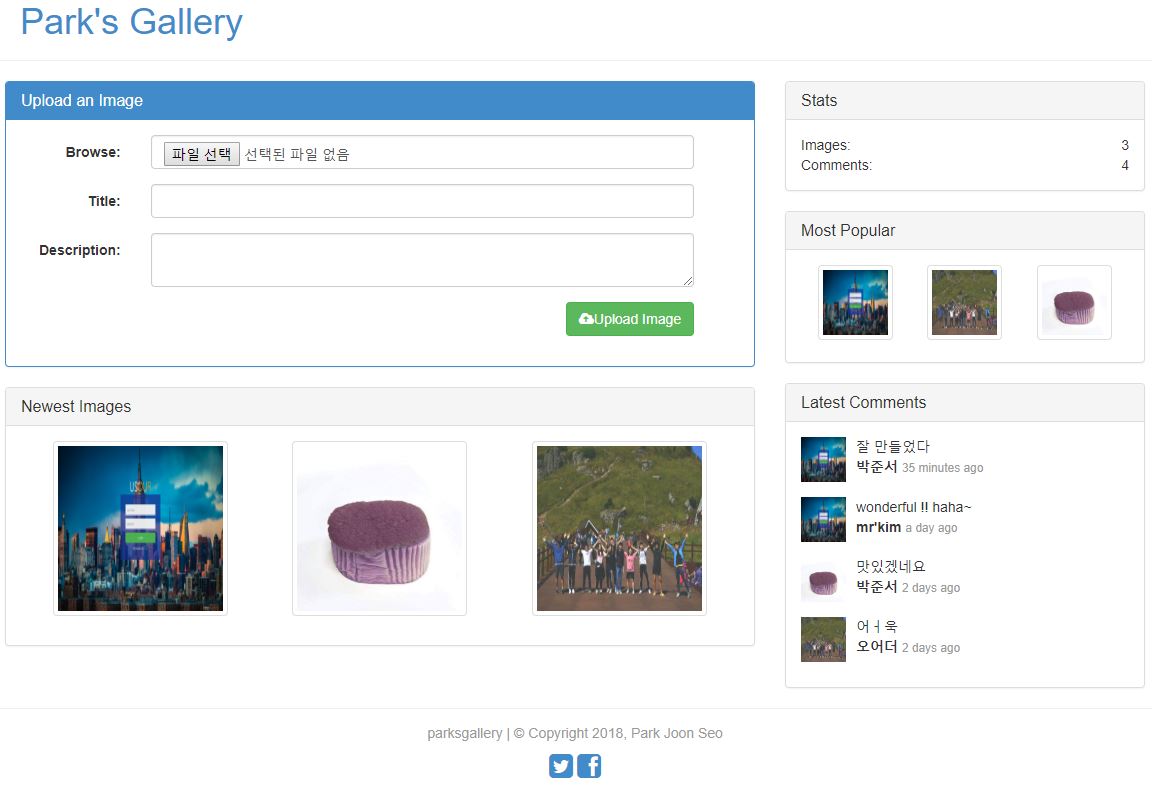 Park's Gallery
Upload an Image
Browse: 파일 선택 선택된 파일 없음
Title:
Description:
Upload Image
Newest Images
Stats
Images: 3
Comments: 4
Most Popular
Latest Comments
잘 만들었다
박준서 35 minutes ago
wonderful !! haha~
mr'kim a day ago
맛있겠네요
박준서 2 days ago
어ㅓ욱
오어더 2 days ago
parksgallery | © Copyright 2018, Park Joon Seo